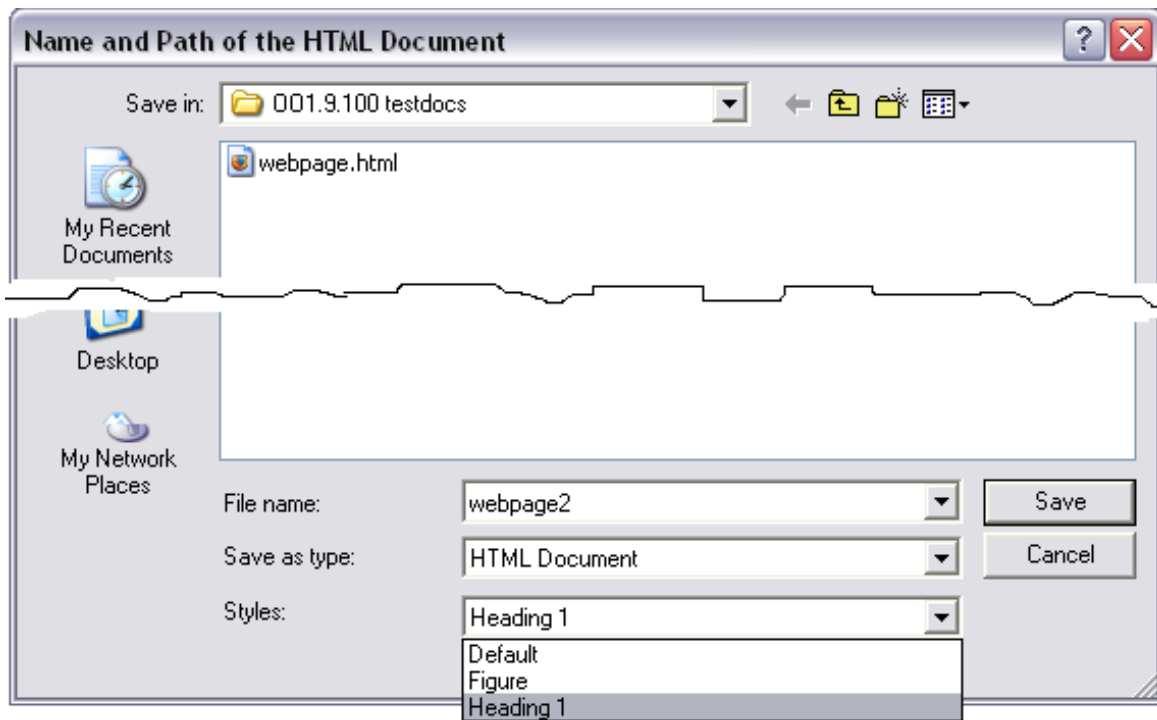 Name and Path of the HTML Document
?
Save in:
OO1.9.100 testdocs
webpage.html
My Recent
Documents
Desktop
My Network
Places
File name:
webpage2
Save
Save as type:
HTML Document
Cancel
Styles:
Heading 1
Default
Figure
Heading 1